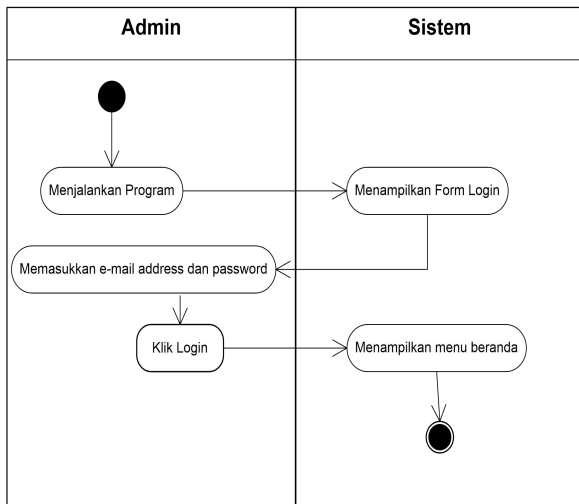 Admin
Sistem
Menjalankan Program
Menampilkan Form Login
Memasukkan e-mail address dan password
Klik Login
Menampilkan menu beranda